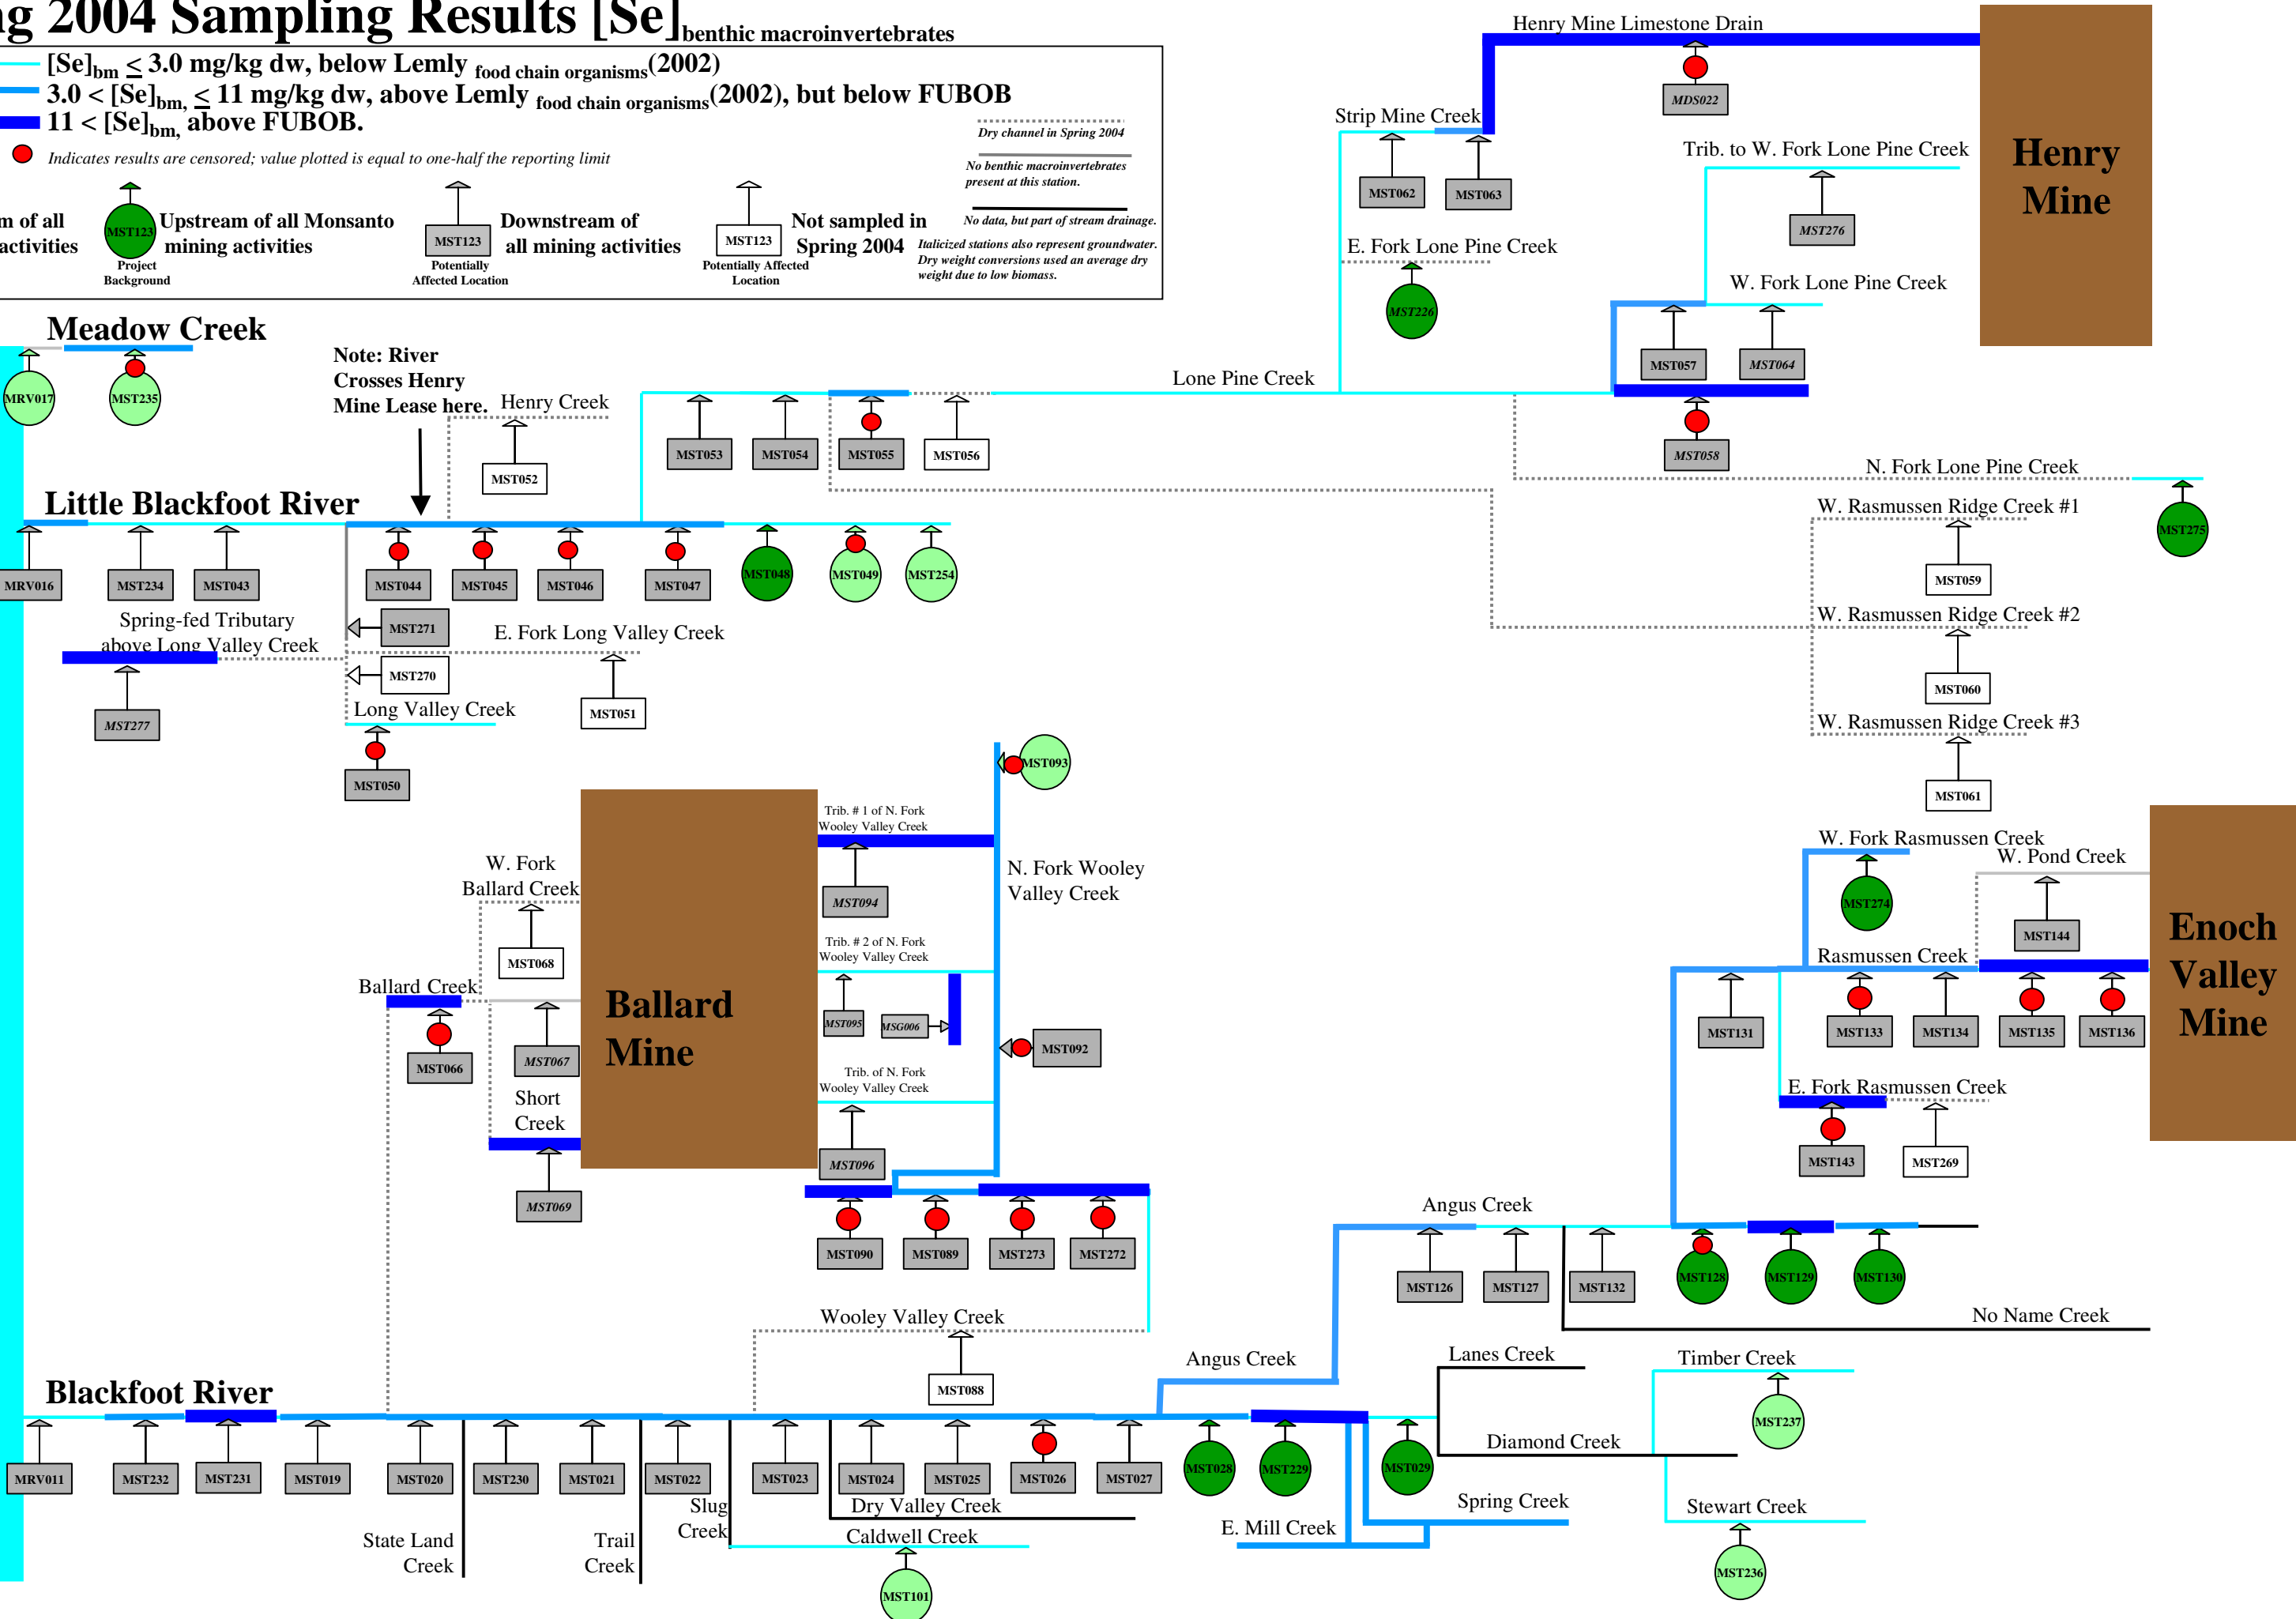 g 2004 Sampling Results [Se]benthic macroinvertebrates
[Se]bm ≤ 3.0 mg/kg dw, below Lemly food chain organisms(2002)
3.0 < [Se]bm, ≤ 11 mg/kg dw, above Lemly food chain organisms(2002), but below FUBOB
11 < [Se]bm, above FUBOB.
Indicates results are censored; value plotted is equal to one-half the reporting limit
Dry channel in Spring 2004
No benthic macroinvertebrates
present at this station.
No data, but part of stream drainage.
Italicized stations also represent groundwater.
Dry weight conversions used an average dry
weight due to low biomass.
m of all
activities
MST123
Upstream of all Monsanto
mining activities
Project
Background
MST123
Downstream of
all mining activities
Potentially
Affected Location
MST123
Not sampled in
Spring 2004
Potentially Affected
Location
Henry Mine Limestone Drain
MDS022
Henry
Mine
Strip Mine Creek
MST062
MST063
Trib. to W. Fork Lone Pine Creek
MST276
E. Fork Lone Pine Creek
MST226
W. Fork Lone Pine Creek
MST057
MST064
Meadow Creek
MRV017
MST235
Note: River
Crosses Henry
Mine Lease here.
Henry Creek
MST052
Lone Pine Creek
MST053
MST054
MST055
MST056
MST058
N. Fork Lone Pine Creek
MST275
Little Blackfoot River
MRV016
MST234
MST043
MST044
MST045
MST046
MST047
MST048
MST049
MST254
W. Rasmussen Ridge Creek #1
MST059
W. Rasmussen Ridge Creek #2
MST060
W. Rasmussen Ridge Creek #3
MST061
Spring-fed Tributary
above Long Valley Creek
MST277
MST271
E. Fork Long Valley Creek
MST270
MST051
Long Valley Creek
MST050
MST093
Trib. # 1 of N. Fork
Wooley Valley Creek
MST094
N. Fork Wooley
Valley Creek
W. Fork
Ballard Creek
MST068
Ballard Creek
MST066
MST067
Short
Creek
MST069
Ballard
Mine
Trib. # 2 of N. Fork
Wooley Valley Creek
MST095
MSG006
MST092
Trib. of N. Fork
Wooley Valley Creek
MST096
MST090
MST089
MST273
MST272
W. Fork Rasmussen Creek
MST274
W. Pond Creek
MST144
Enoch
Valley
Mine
Rasmussen Creek
MST131
MST133
MST134
MST135
MST136
E. Fork Rasmussen Creek
MST143
MST269
Angus Creek
MST126
MST127
MST132
MST128
MST129
MST130
No Name Creek
Wooley Valley Creek
MST088
Angus Creek
Lanes Creek
Timber Creek
MST237
Diamond Creek
Stewart Creek
MST236
Blackfoot River
MRV011
MST232
MST231
MST019
MST020
MST230
MST021
MST022
MST023
MST024
MST025
MST026
MST027
MST028
MST229
MST029
State Land
Creek
Trail
Creek
Slug
Creek
Dry Valley Creek
Caldwell Creek
MST101
E. Mill Creek
Spring Creek